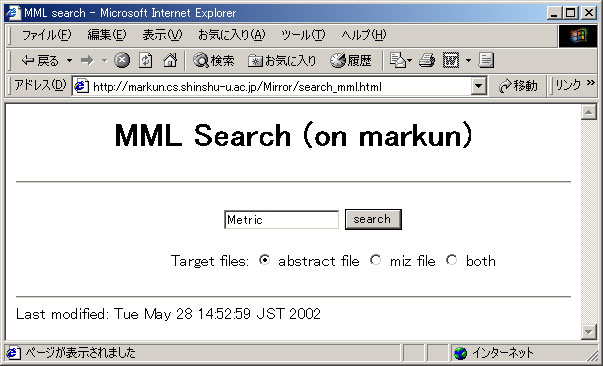 MML search - Microsoft Internet Explorer
ファイル(F) 編集(E) 表示(V) お気に入り(A) ツール(T) ヘルプ(H)
戻る 検索 お気に入り 履歴
アドレス(D) http://markun.cs.shinshu-u.ac.jp/Mirror/search_mml.html 移動 リンク »
MML Search (on markun)
Metric search
Target files: abstract file miz file both
Last modified: Tue May 28 14:52:59 JST 2002
ページが表示されました インターネット